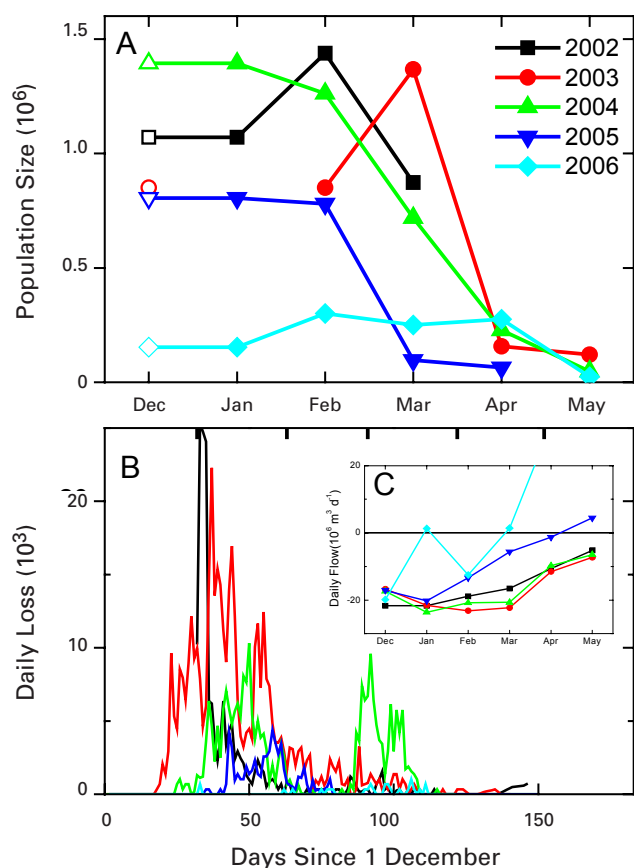 A
Population Size (10⁶)
1.5
1.0
0.5
0
2002
2003
2004
2005
2006
Dec Jan Feb Mar Apr May
B
Daily Loss (10³)
20
10
0
C
Daily Flow(10⁶ m³ d⁻¹)
20
0
-20
Dec Jan Feb Mar Apr May
0 50 100 150
Days Since 1 December